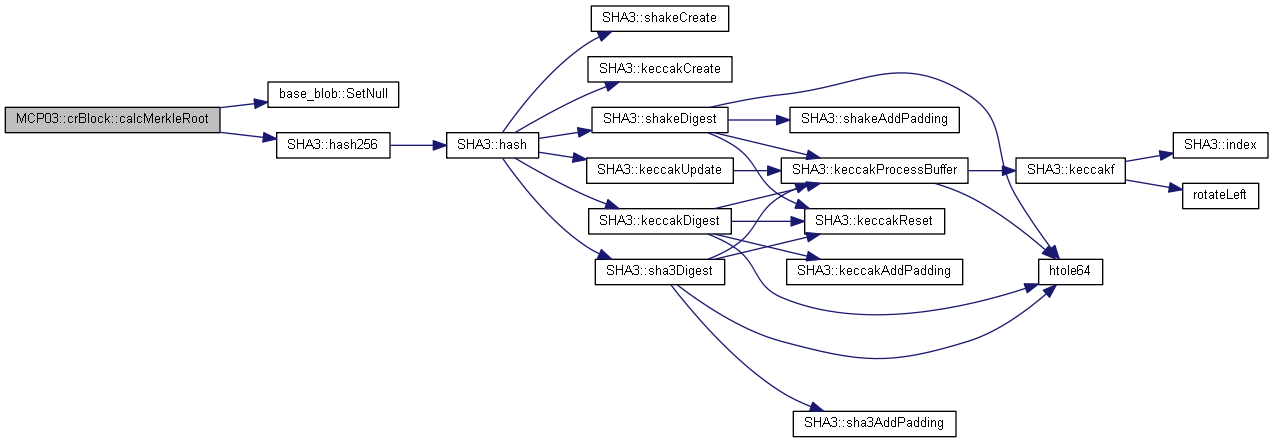 SHA3::shakeCreate
SHA3::keccakCreate
base_blob::SetNull
MCP03::crBlock::calcMerkleRoot
SHA3::shakeDigest
SHA3::shakeAddPadding
SHA3::hash256
SHA3::hash
SHA3::index
SHA3::keccakUpdate
SHA3::keccakProcessBuffer
SHA3::keccakf
rotateLeft
SHA3::keccakDigest
SHA3::keccakReset
SHA3::sha3Digest
SHA3::keccakAddPadding
htole64
SHA3::sha3AddPadding